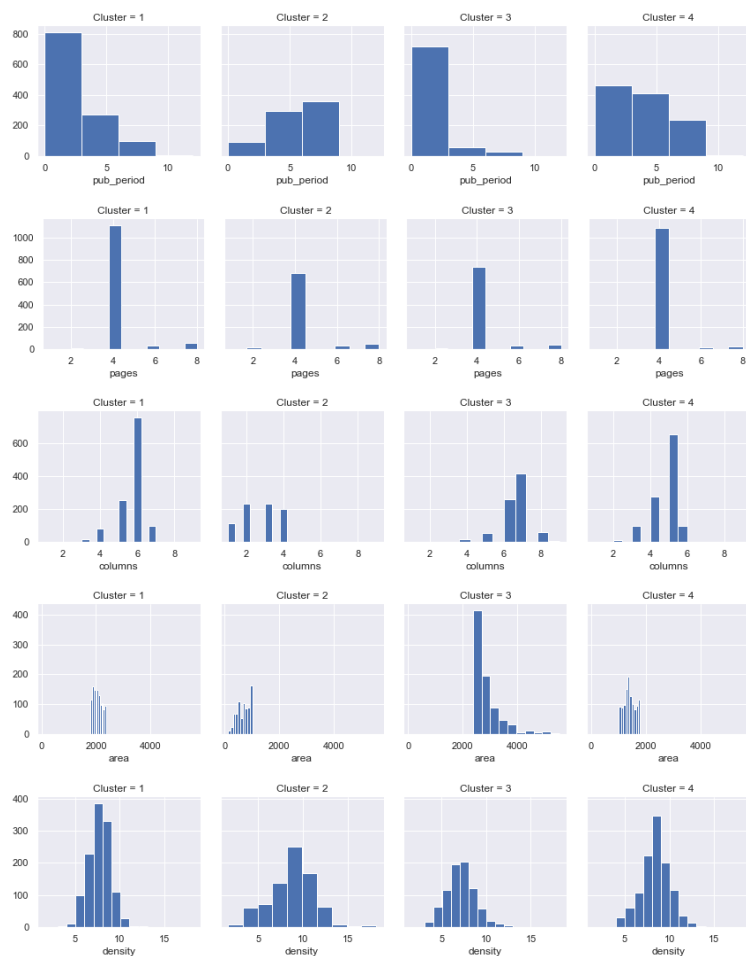 Cluster = 1 Cluster = 2 Cluster = 3 Cluster = 4
800
600
400
200
0
0 5 10 0 5 10 0 5 10 0 5 10
pub_period pub_period pub_period pub_period
Cluster = 1 Cluster = 2 Cluster = 3 Cluster = 4
1000
800
600
400
200
0
2 4 6 8 2 4 6 8 2 4 6 8 2 4 6 8
pages pages pages pages
Cluster = 1 Cluster = 2 Cluster = 3 Cluster = 4
600
400
200
0
2 4 6 8 2 4 6 8 2 4 6 8 2 4 6 8
columns columns columns columns
Cluster = 1 Cluster = 2 Cluster = 3 Cluster = 4
400
300
200
100
0
0 2000 4000 0 2000 4000 0 2000 4000 0 2000 4000
area area area area
Cluster = 1 Cluster = 2 Cluster = 3 Cluster = 4
400
300
200
100
0
5 10 15 5 10 15 5 10 15 5 10 15
density density density density